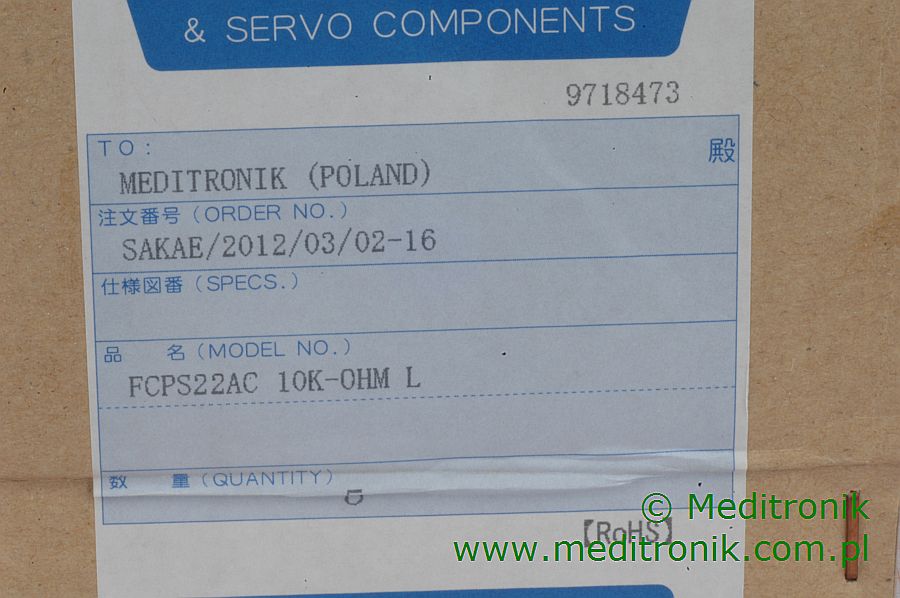 & SERVO COMPONENTS
9718473
TO:
殿
MEDITRONIK (POLAND)
注文番号 (ORDER NO.)
SAKAE/2012/03/02-16
仕様図番 (SPECS.)
品 名 (MODEL NO.)
FCPS22AC 10K-OHM L
数 量 (QUANTITY)
© Meditronik
【RoHS】
www.meditronik.com.pl